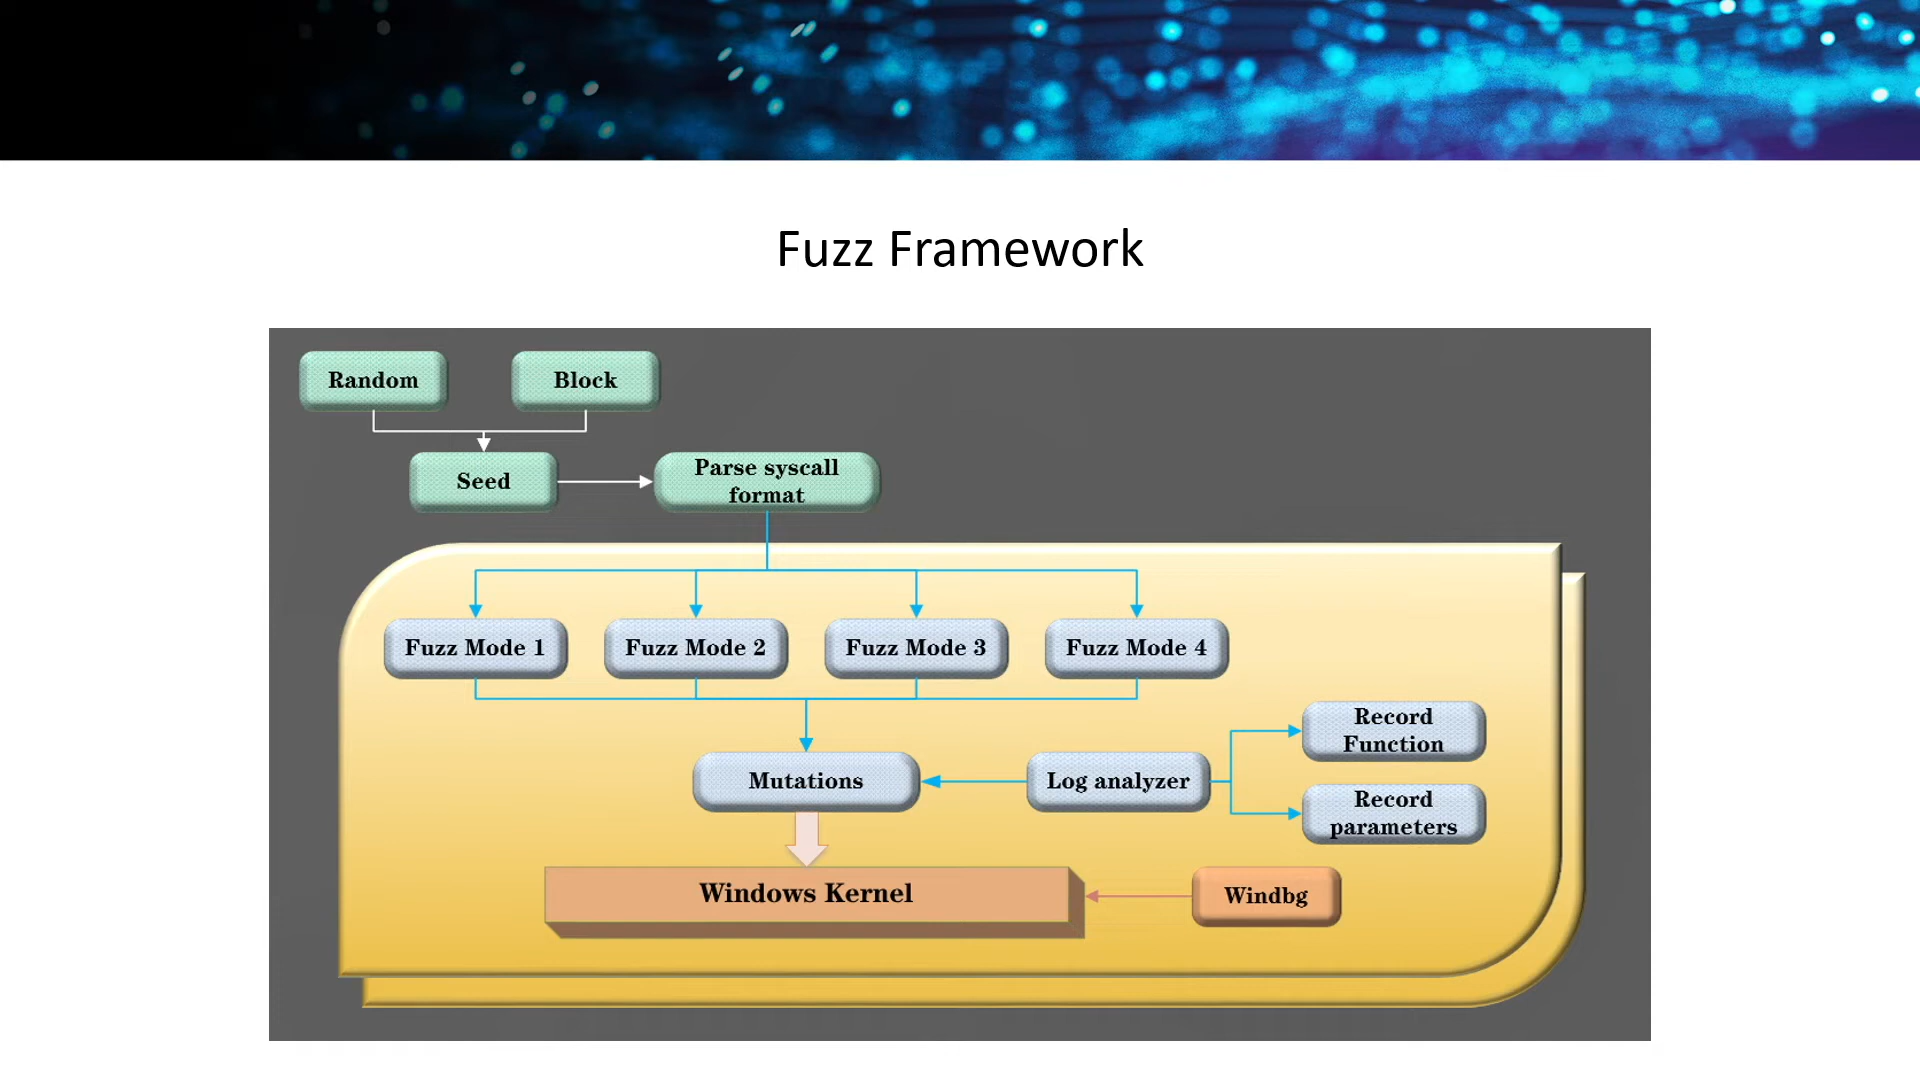 Fuzz Framework
Random
Block
Seed
Parse syscall
format
Fuzz Mode 1
Fuzz Mode 2
Fuzz Mode 3
Fuzz Mode 4
Record
Function
Mutations
Log analyzer
Record
parameters
Windows Kernel
Windbg